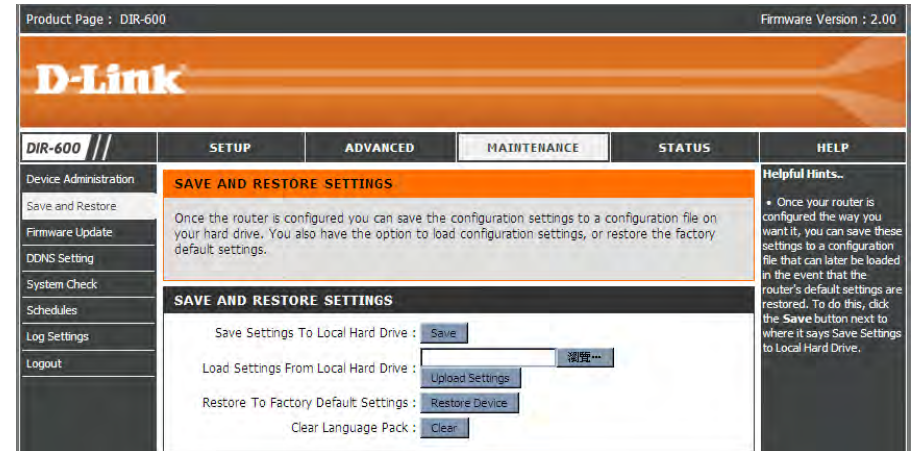 Product Page : DIR-600
Firmware Version : 2.00
D-Link
DIR-600
SETUP
ADVANCED
MAINTENANCE
STATUS
HELP
Device Administration
Save and Restore
Firmware Update
DDNS Setting
System Check
Schedules
Log Settings
Logout
SAVE AND RESTORE SETTINGS
Once the router is configured you can save the configuration settings to a configuration file on
your hard drive. You also have the option to load configuration settings, or restore the factory
default settings.
SAVE AND RESTORE SETTINGS
Save Settings To Local Hard Drive : Save
Load Settings From Local Hard Drive : 瀏覽...
Upload Settings
Restore To Factory Default Settings : Restore Device
Clear Language Pack : Clear
Helpful Hints..
• Once your router is
configured the way you
want it, you can save these
settings to a configuration
file that can later be loaded
in the event that the
router's default settings are
restored. To do this, click
the Save button next to
where it says Save Settings
to Local Hard Drive.